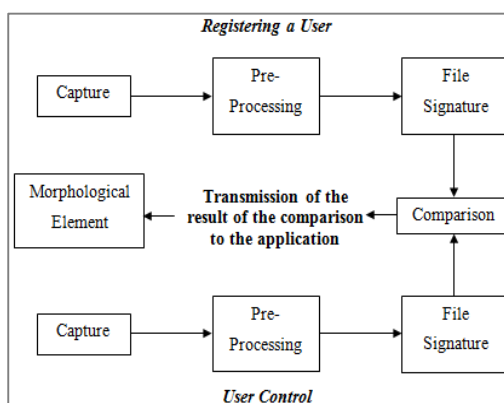 Registering a User
Capture
Pre-
Processing
File
Signature
Morphological
Element
Transmission of the
result of the comparison
to the application
Comparison
Capture
Pre-
Processing
File
Signature
User Control